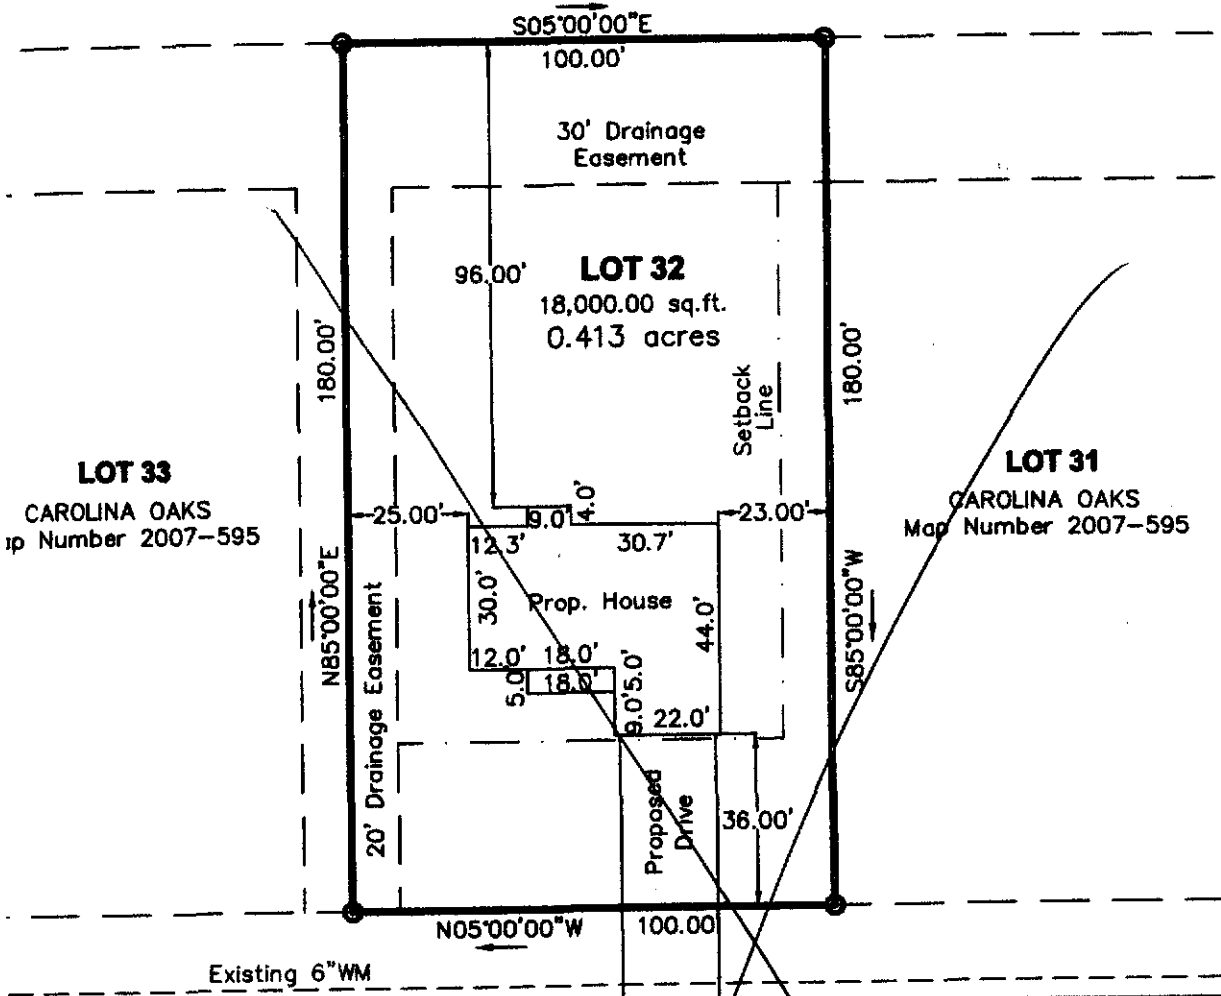 S05°00'00"E
100.00'
30' Drainage
Easement
96.00'
LOT 32
18,000.00 sq.ft.
0.413 acres
180.00'
180.00'
Setback
Line
LOT 33
CAROLINA OAKS
ap Number 2007-595
LOT 31
CAROLINA OAKS
Map Number 2007-595
25.00'
9.0'
4.0'
23.00'
12.3'
30.7'
N85°00'00"E
30.0'
Prop. House
44.0'
S85°00'00"W
20' Drainage Easement
12.0'
18.0'
5.0'
18.0'
5.0'
9.0'
22.0'
Proposed
Drive
36.00'
N05°00'00"W
100.00
Existing 6"WM